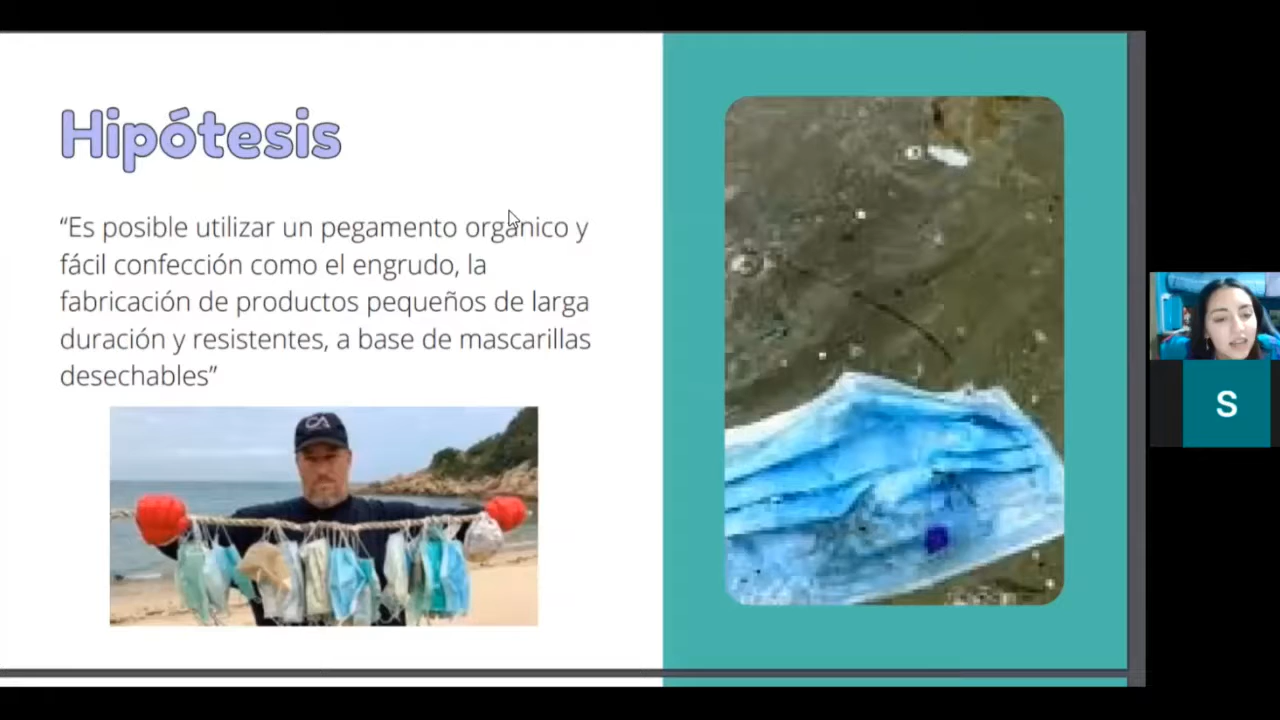 Hipótesis
“Es posible utilizar un pegamento orgánico y
fácil confección como el engrudo, la
fabricación de productos pequeños de larga
duración y resistentes, a base de mascarillas
desechables”
CA
S